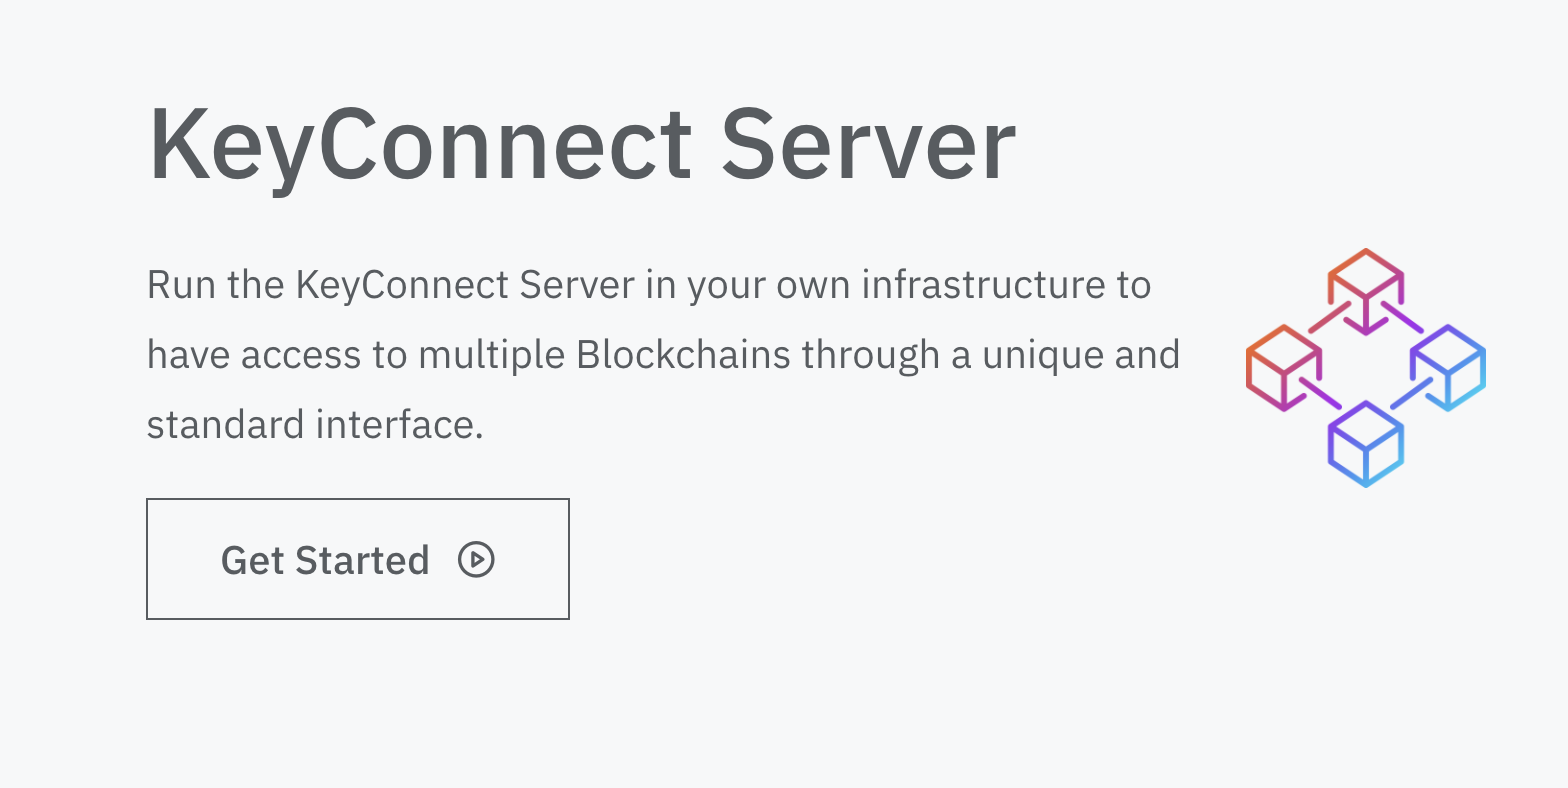 KeyConnect Server
Run the KeyConnect Server in your own infrastructure to
have access to multiple Blockchains through a unique and
standard interface.
Get Started